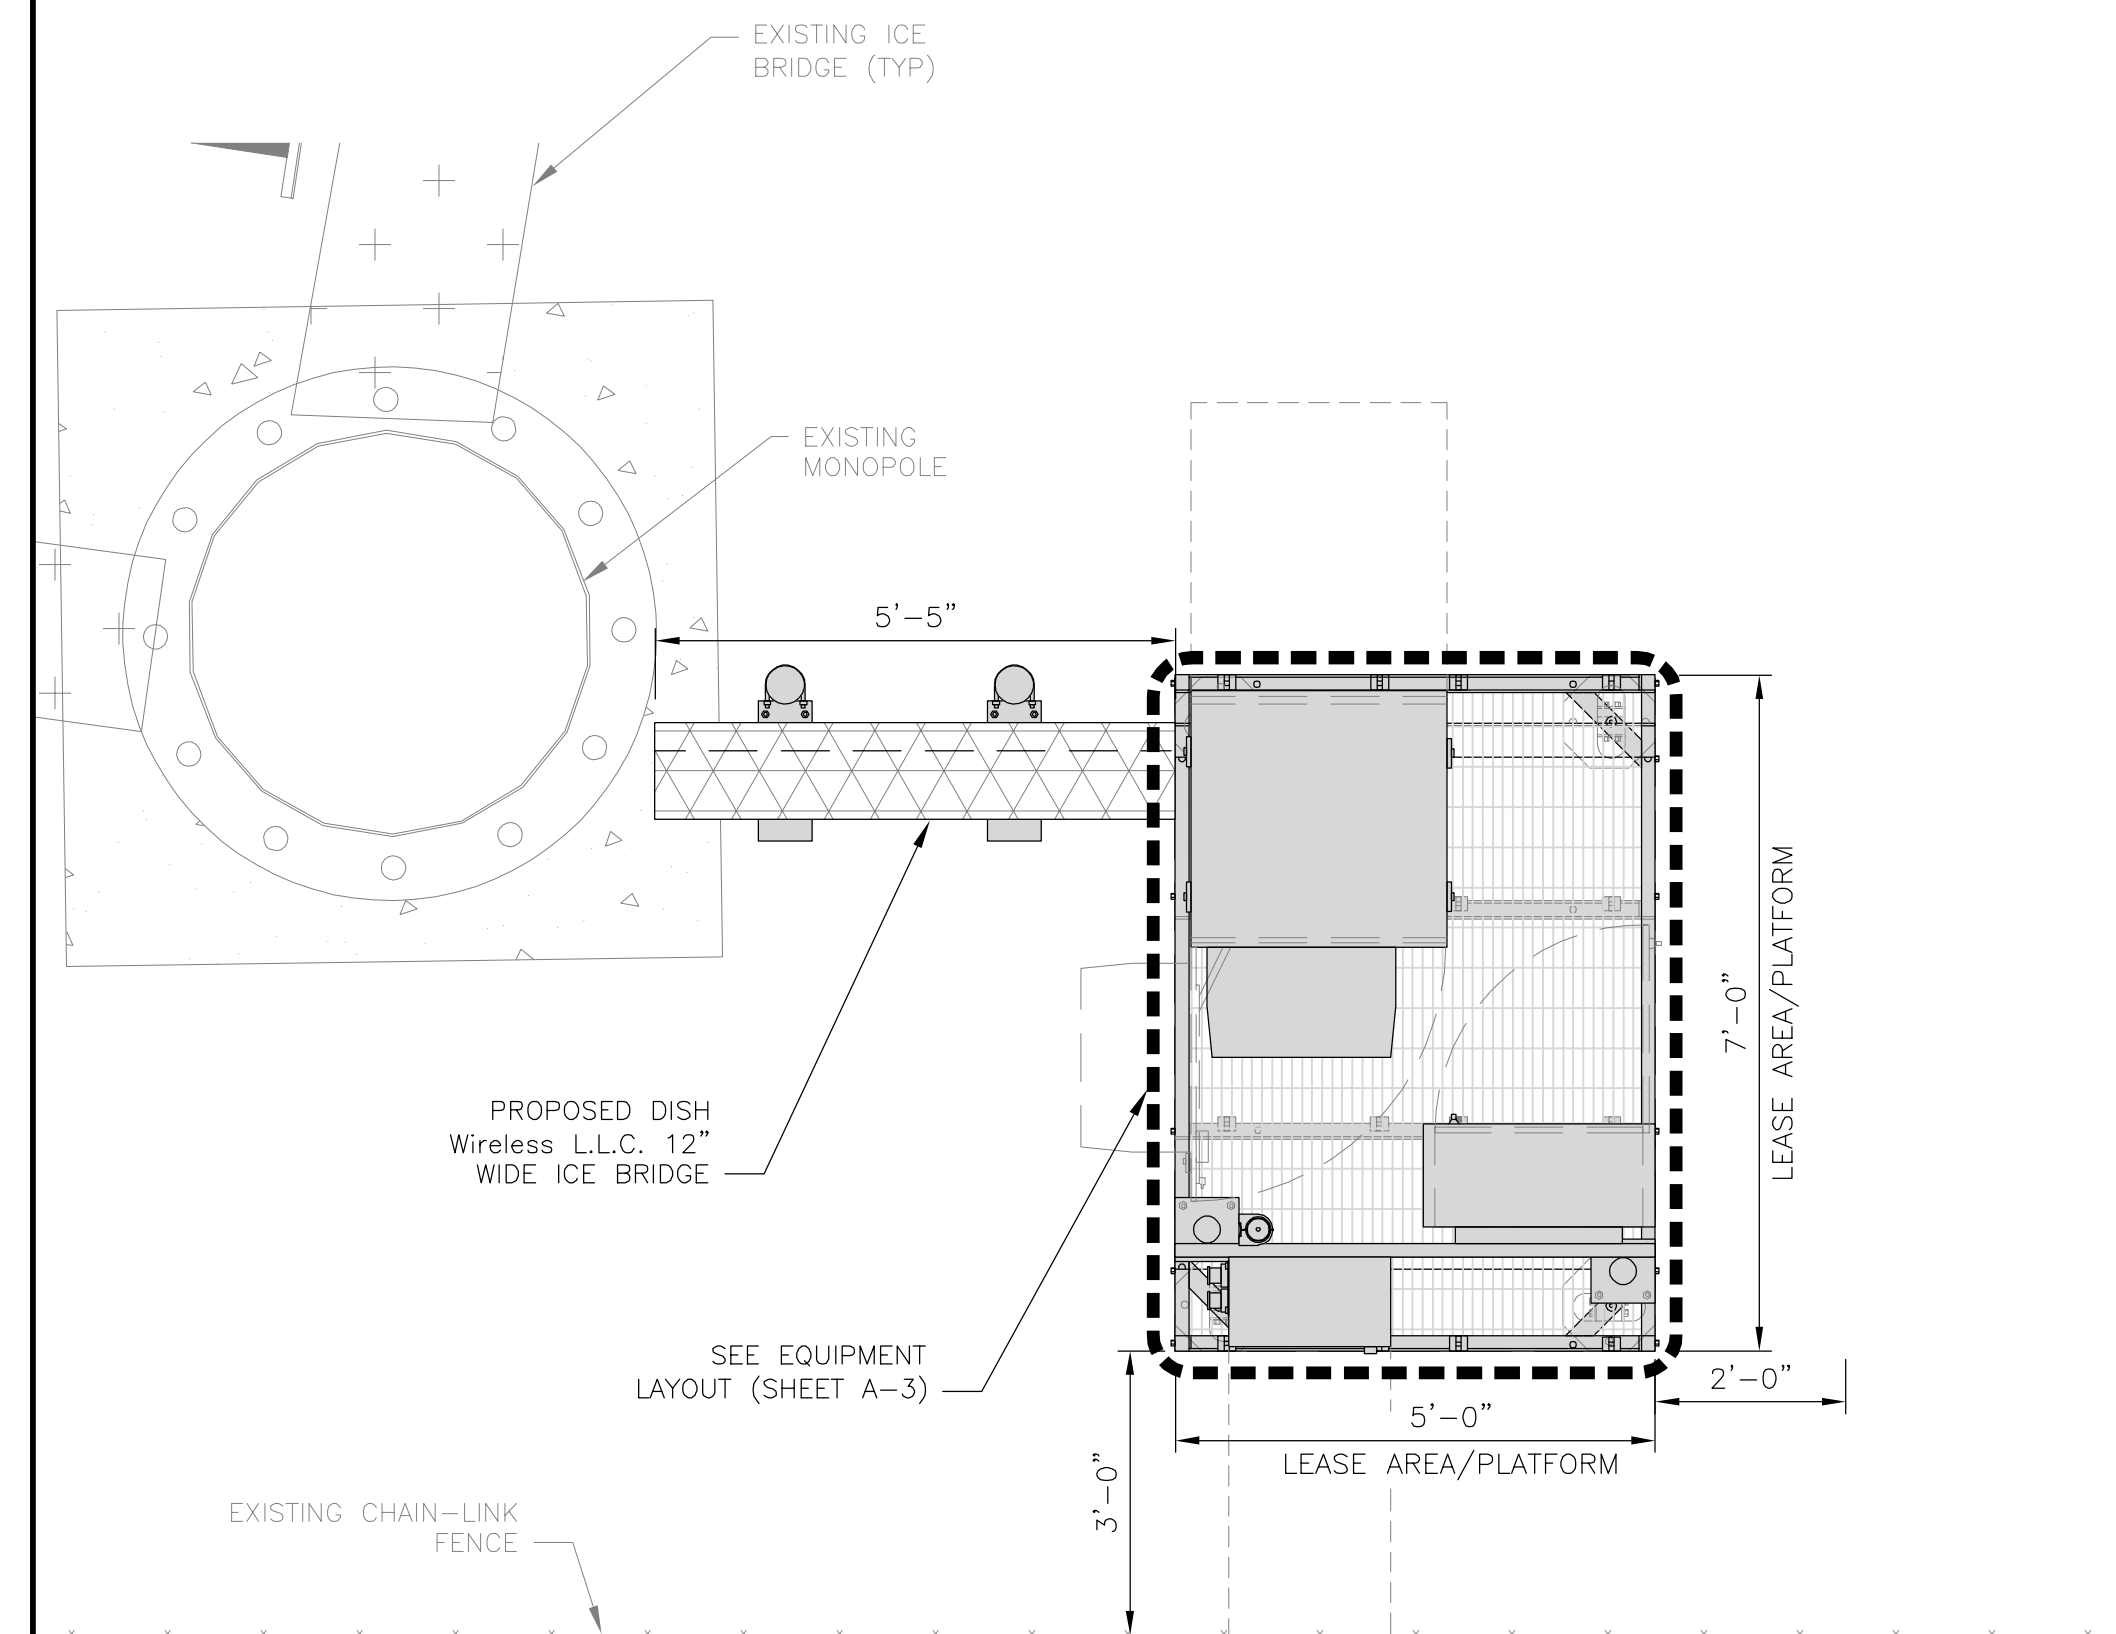 EXISTING ICE
BRIDGE (TYP)
EXISTING
MONOPOLE
5'-5"
PROPOSED DISH
Wireless L.L.C. 12"
WIDE ICE BRIDGE
SEE EQUIPMENT
LAYOUT (SHEET A-3)
7'-0"
LEASE AREA/PLATFORM
2'-0"
5'-0"
LEASE AREA/PLATFORM
3'-0"
EXISTING CHAIN-LINK
FENCE